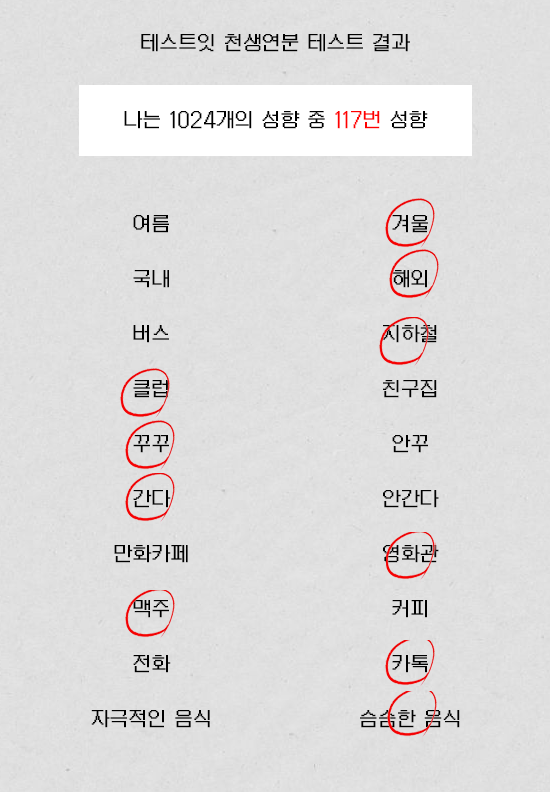 테스트잇 천생연분 테스트 결과
나는 1024개의 성향 중 117번 성향
여름 겨울
국내 해외
버스 지하철
클럽 친구집
꾸꾸 안꾸
간다 안간다
만화카페 영화관
맥주 커피
전화 카톡
자극적인 음식 슴슴한 음식